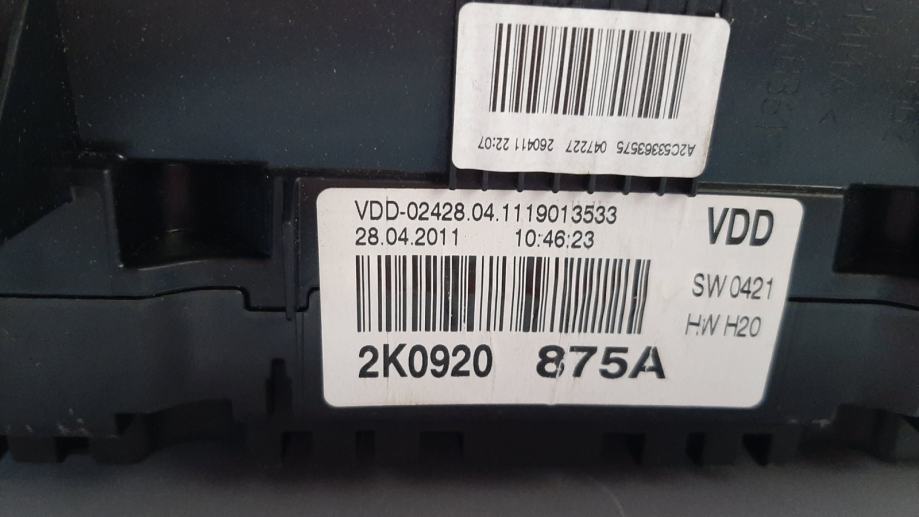 A2C53363575 047227 260411 22:07
VDD-02428.04.1119013533
28.04.2011 10:46:23
VDD
SW 0421
HW H20
2K0920 875A